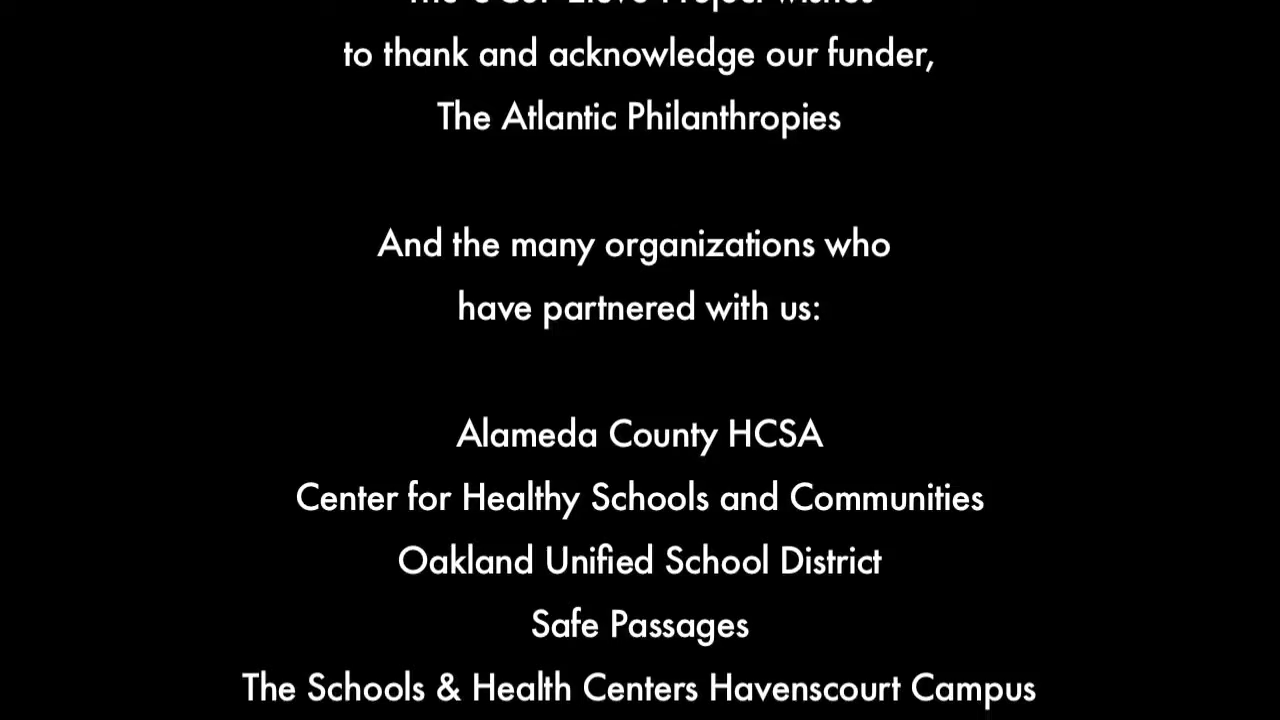 to thank and acknowledge our funder,
The Atlantic Philanthropies
And the many organizations who
have partnered with us:
Alameda County HCSA
Center for Healthy Schools and Communities
Oakland Unified School District
Safe Passages
The Schools & Health Centers Havenscourt Campus